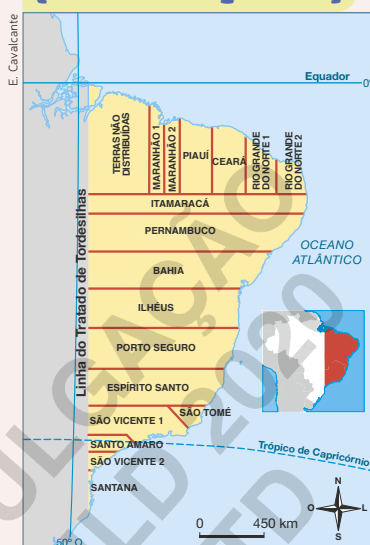 E. Cavalcante
Equador
0º
TERRAS NÃO
DISTRIBUÍDAS
MARANHÃO 1
MARANHÃO 2
PIAUÍ
CEARÁ
RIO GRANDE
DO NORTE 1
RIO GRANDE
DO NORTE 2
ITAMARACÁ
PERNAMBUCO
OCEANO
ATLÂNTICO
BAHIA
Linha do Tratado de Tordesilhas
ILHÉUS
PORTO SEGURO
ESPÍRITO SANTO
SÃO TOMÉ
SÃO VICENTE 1
SANTO AMARO
Trópico de Capricórnio
SÃO VICENTE 2
SANTANA
N
O
L
S
0
450 km
50º O